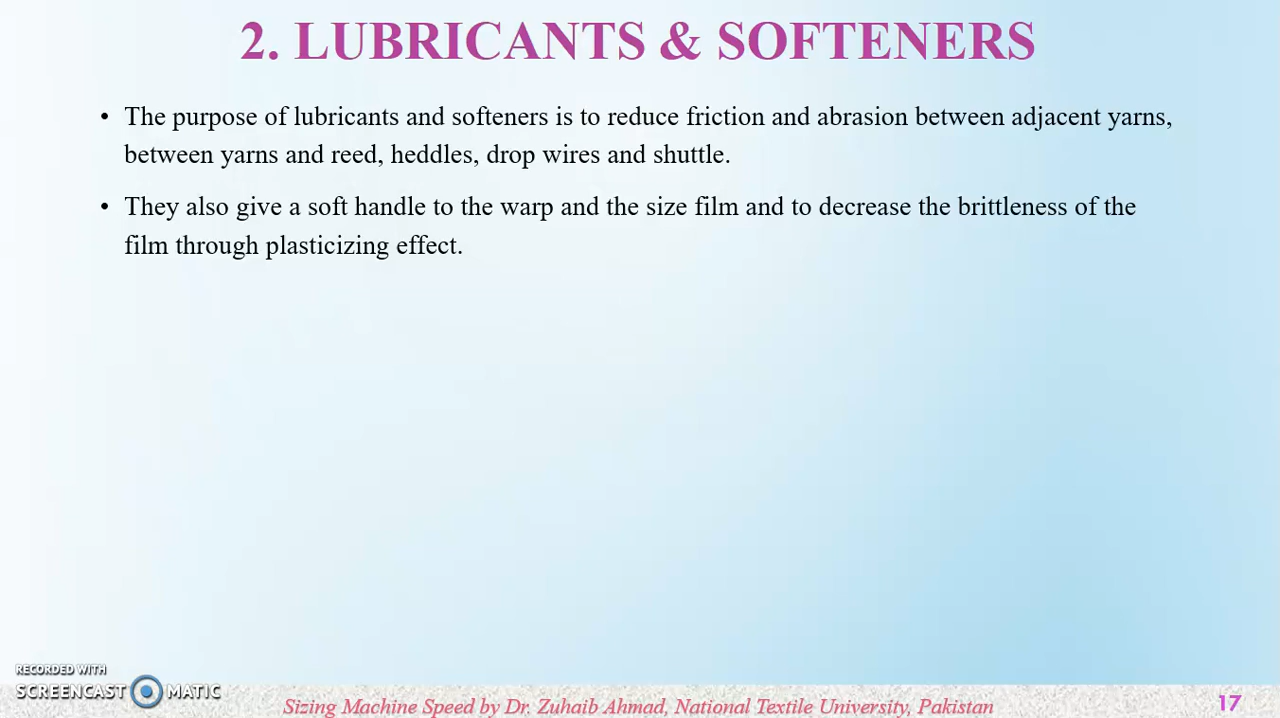 2. LUBRICANTS & SOFTENERS
• The purpose of lubricants and softeners is to reduce friction and abrasion between adjacent yarns,
between yarns and reed, heddles, drop wires and shuttle.
• They also give a soft handle to the warp and the size film and to decrease the brittleness of the
film through plasticizing effect.
RECORDED WITH
SCREENCAST MATIC
Sizing Machine Speed by Dr. Zuhaib Ahmad, National Textile University, Pakistan
17